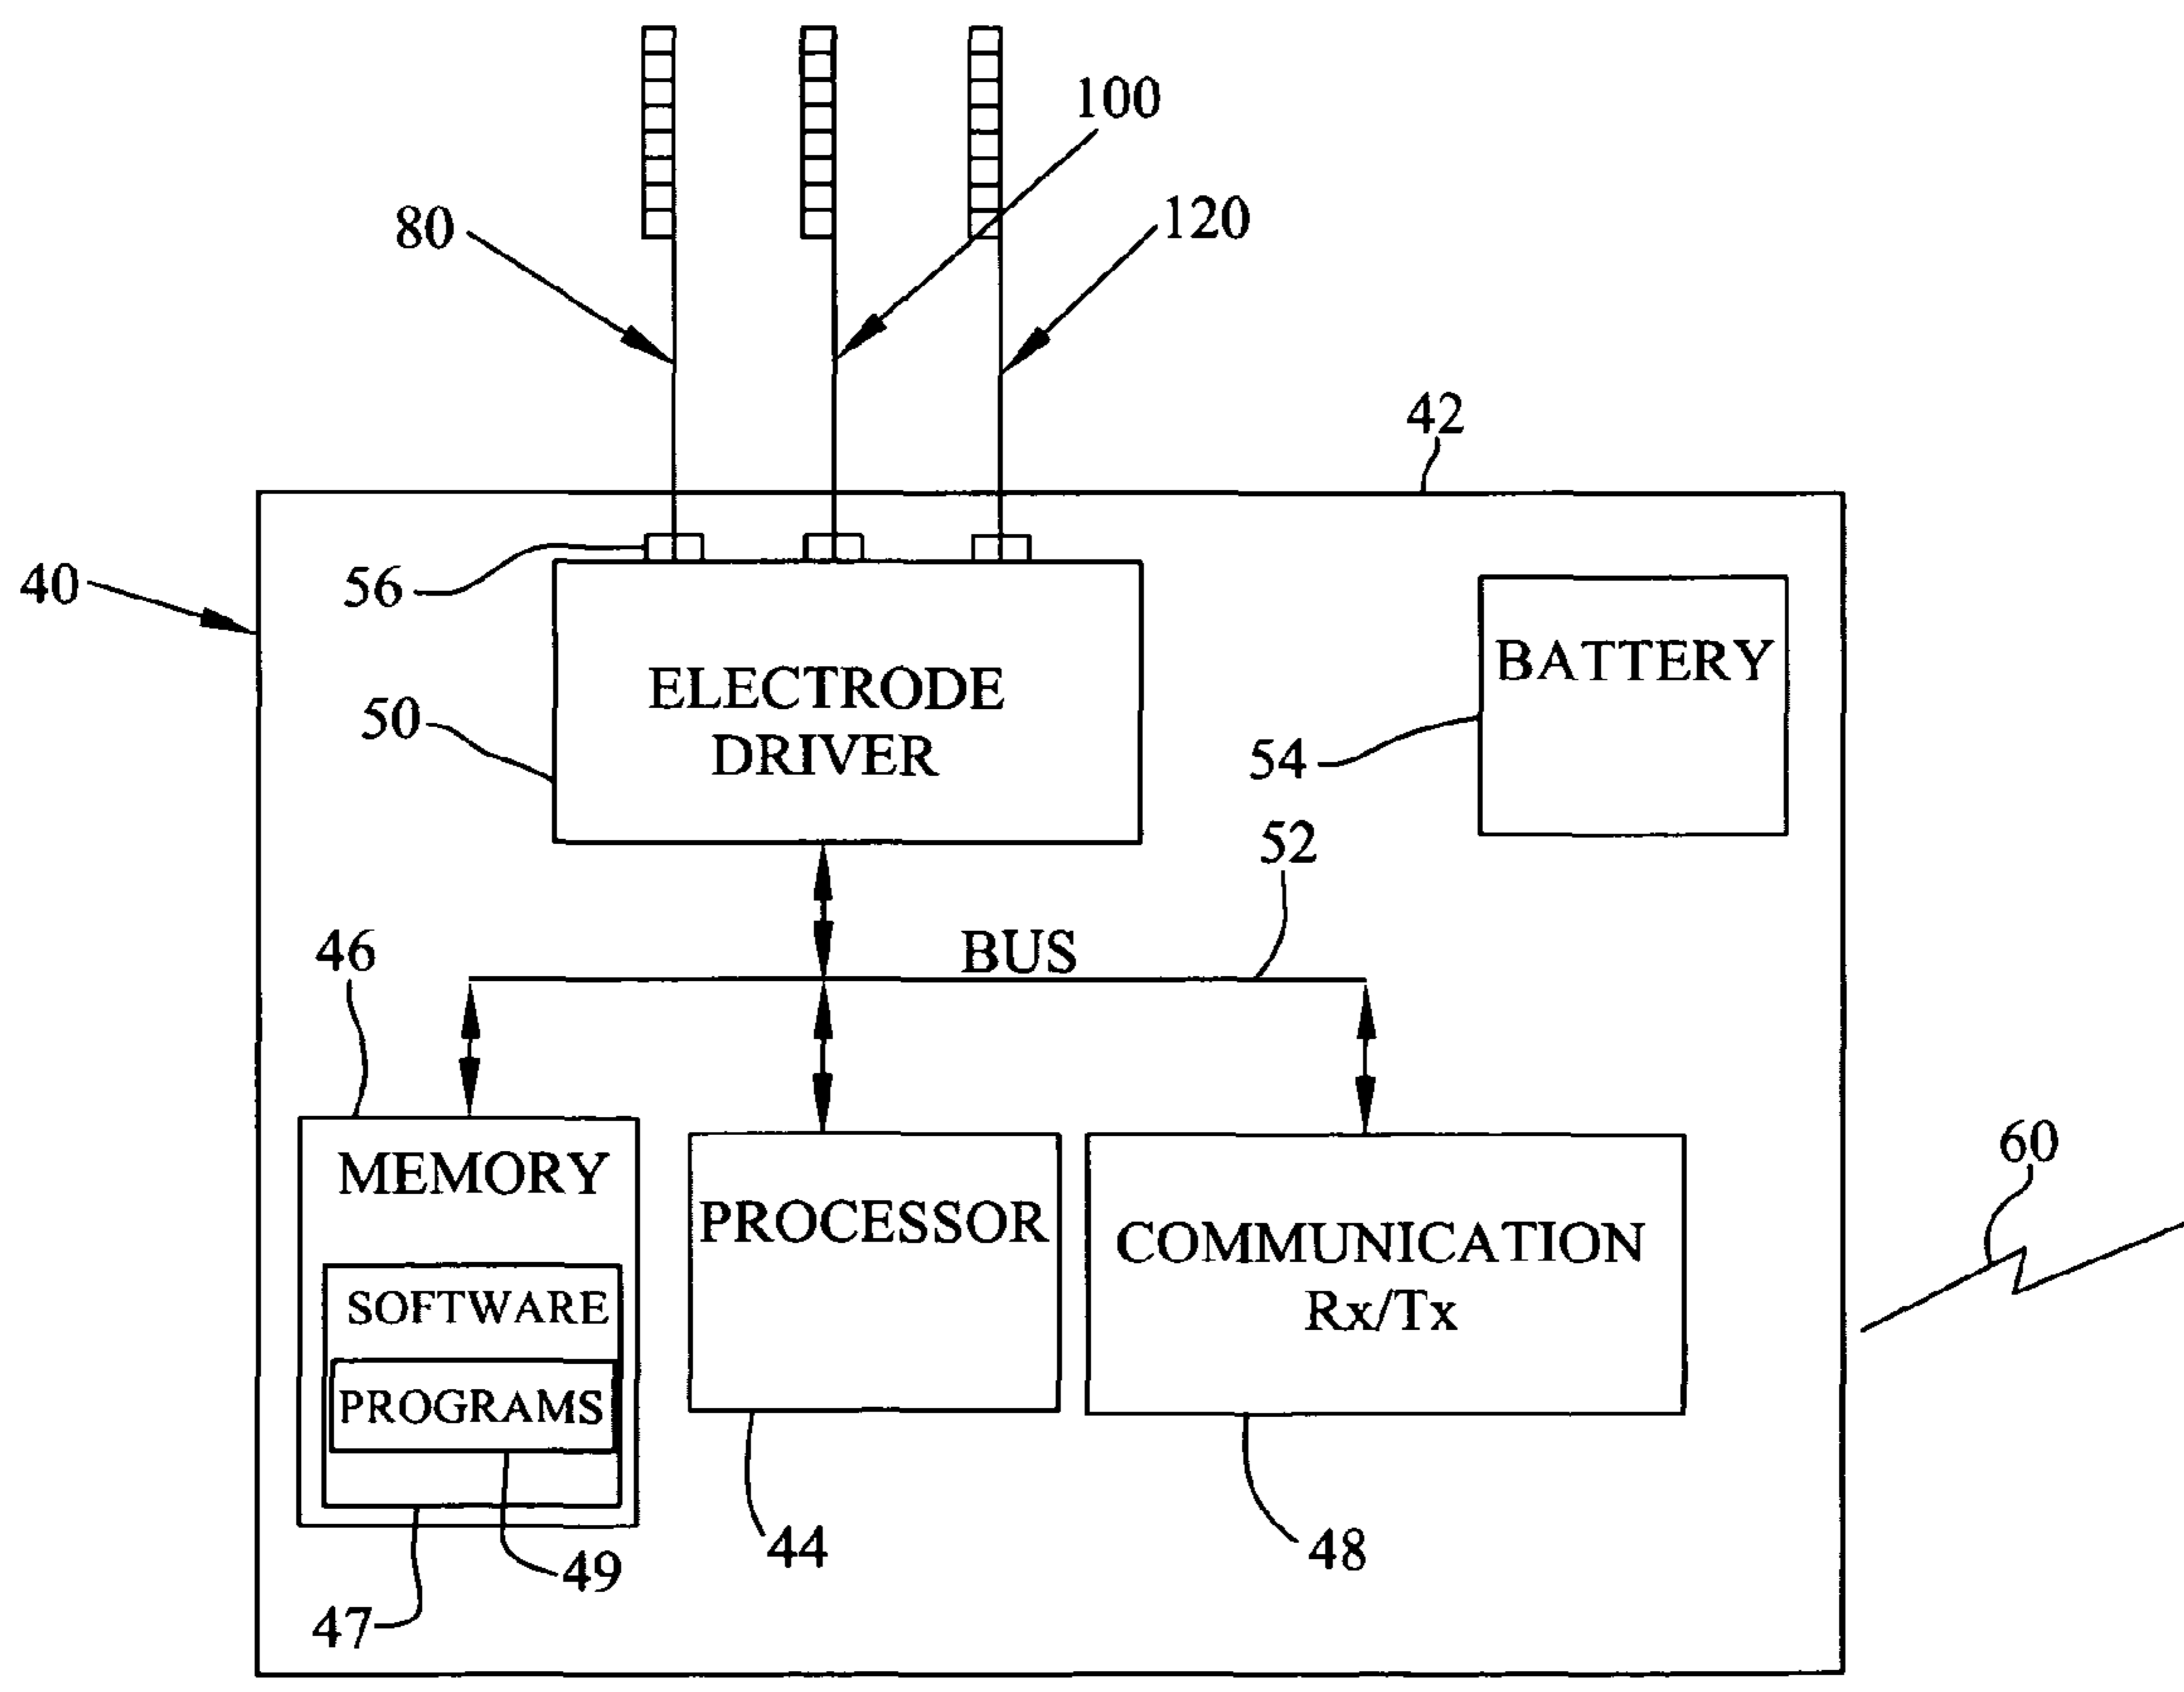 100
80
120
42
56
40
ELECTRODE
DRIVER
50
BATTERY
54
52
BUS
46
MEMORY
60
PROCESSOR
COMMUNICATION
Rx/Tx
SOFTWARE
PROGRAMS
44
48
49
47